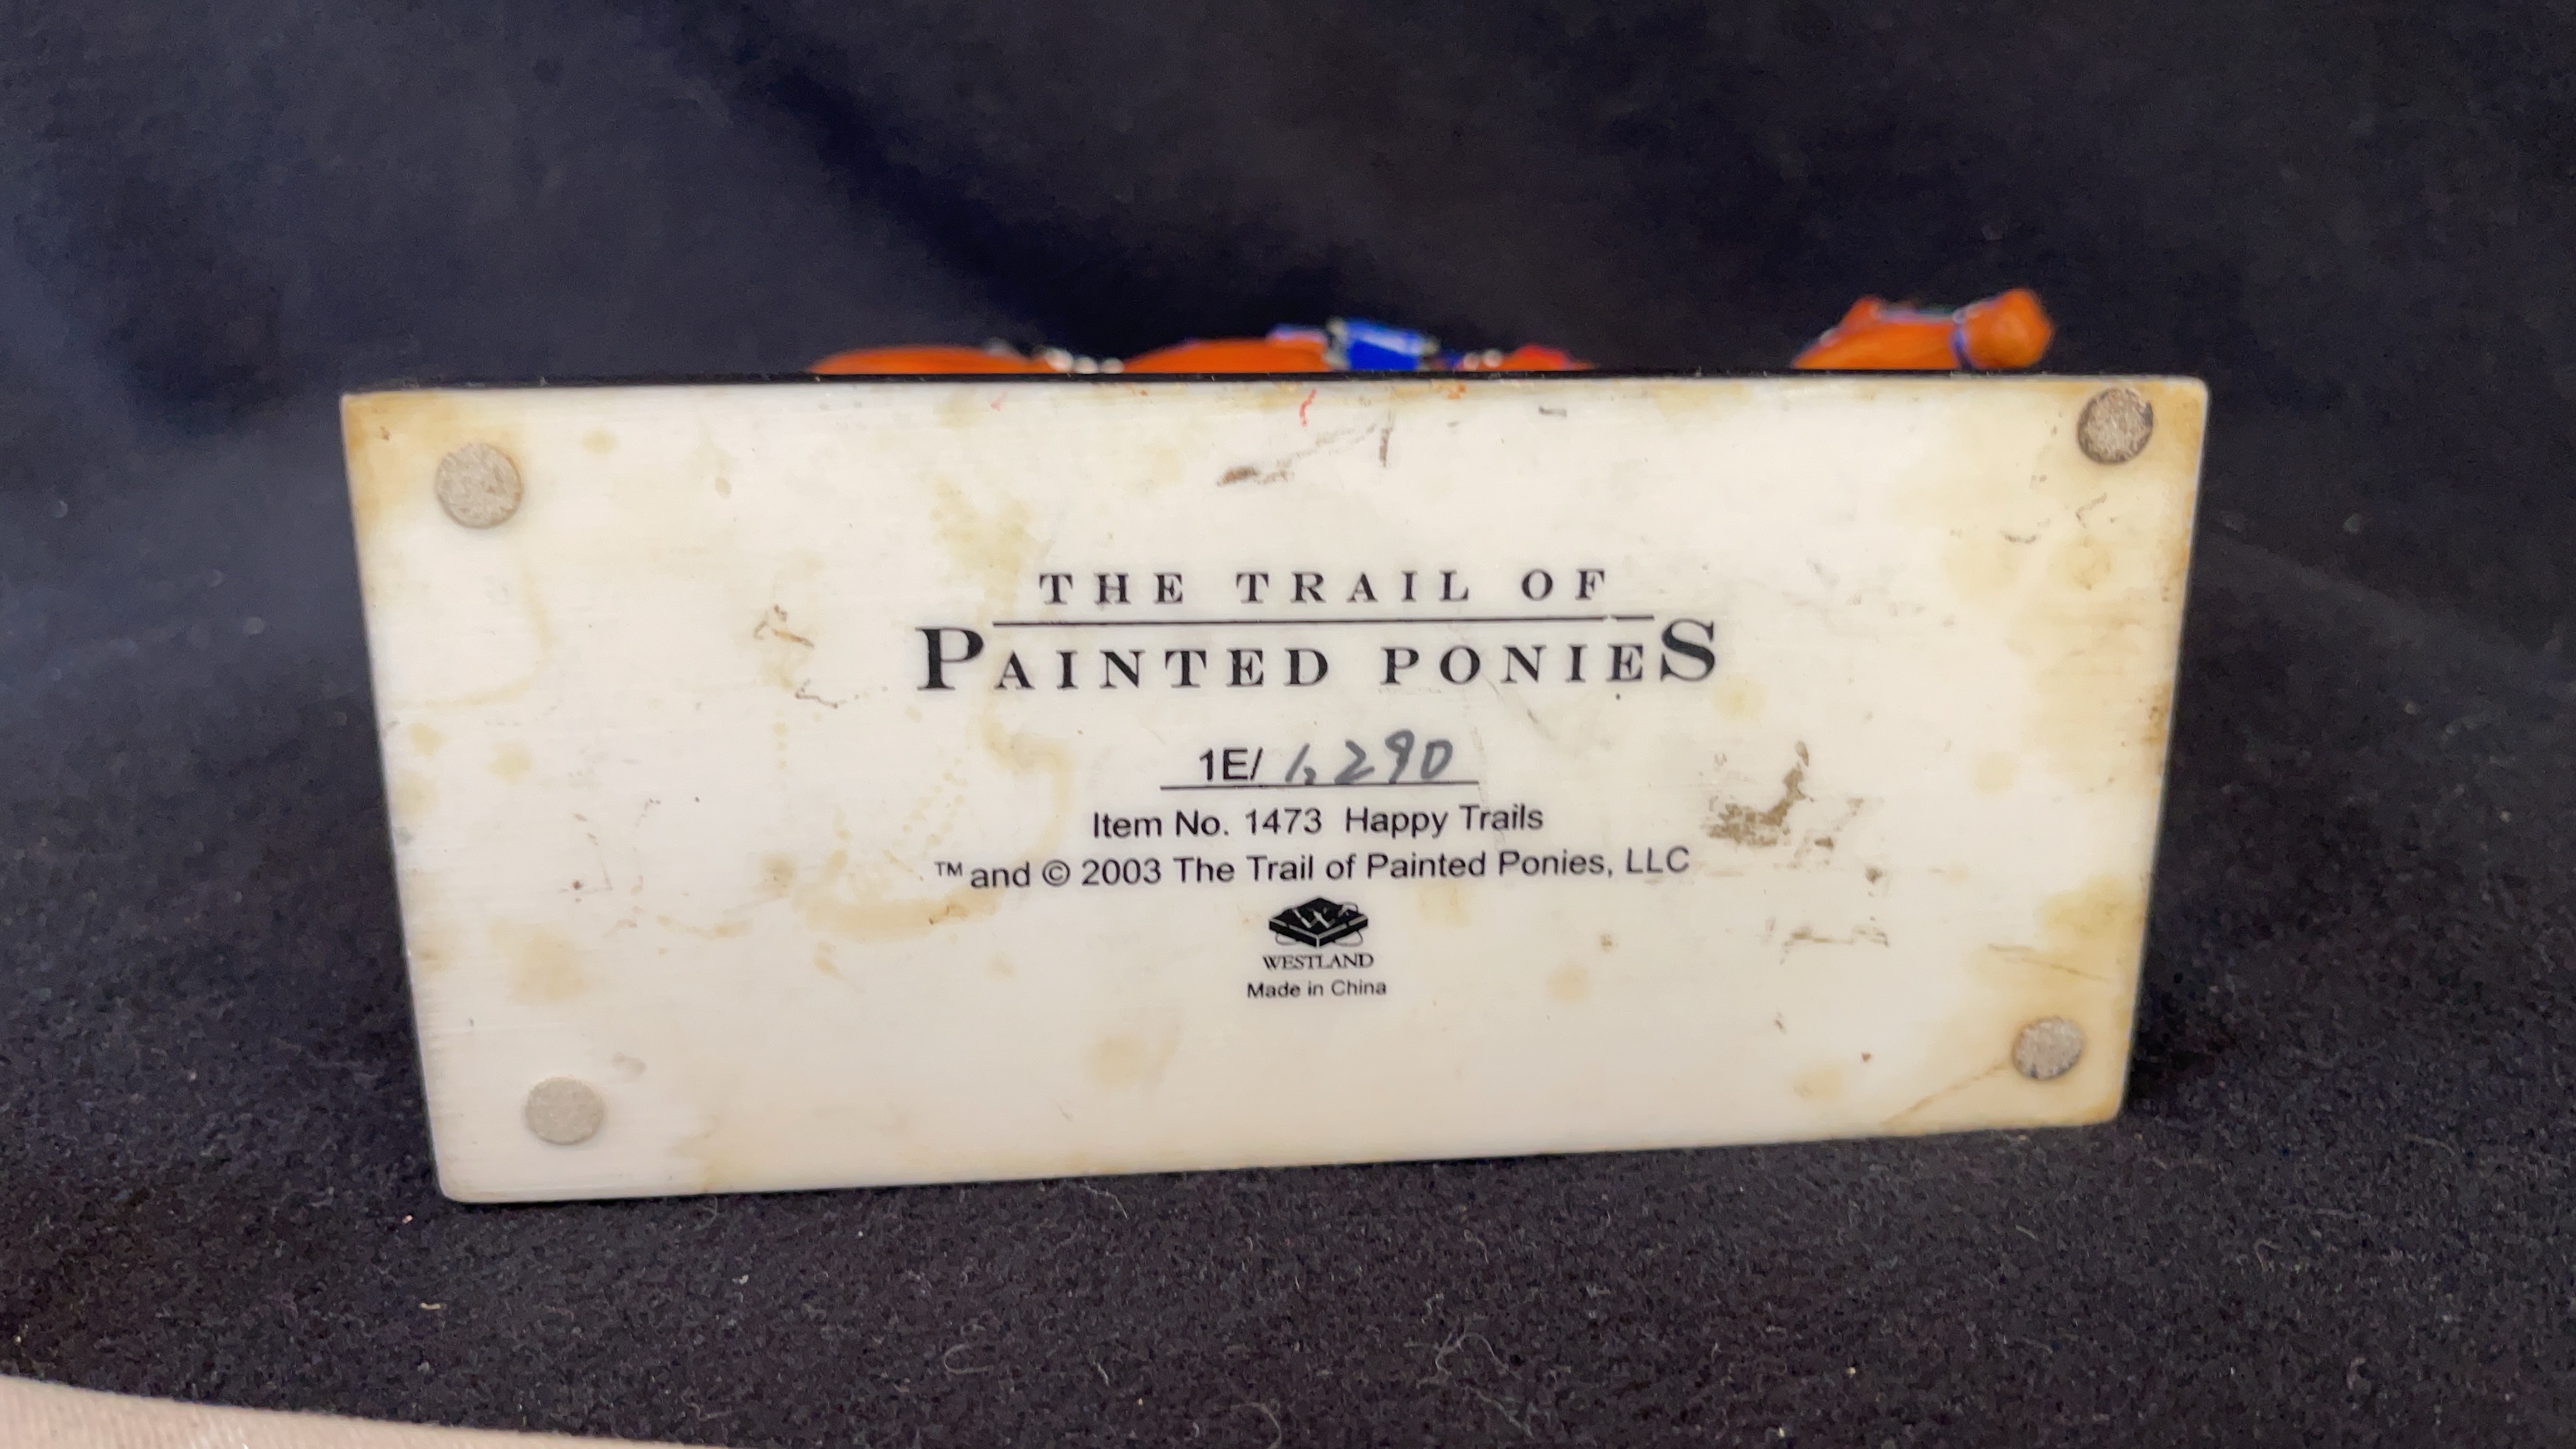 THE TRAIL OF
PAINTED PONIES
1E/ 1,290
Item No. 1473 Happy Trails
™ and © 2003 The Trail of Painted Ponies, LLC
WESTLAND
Made in China